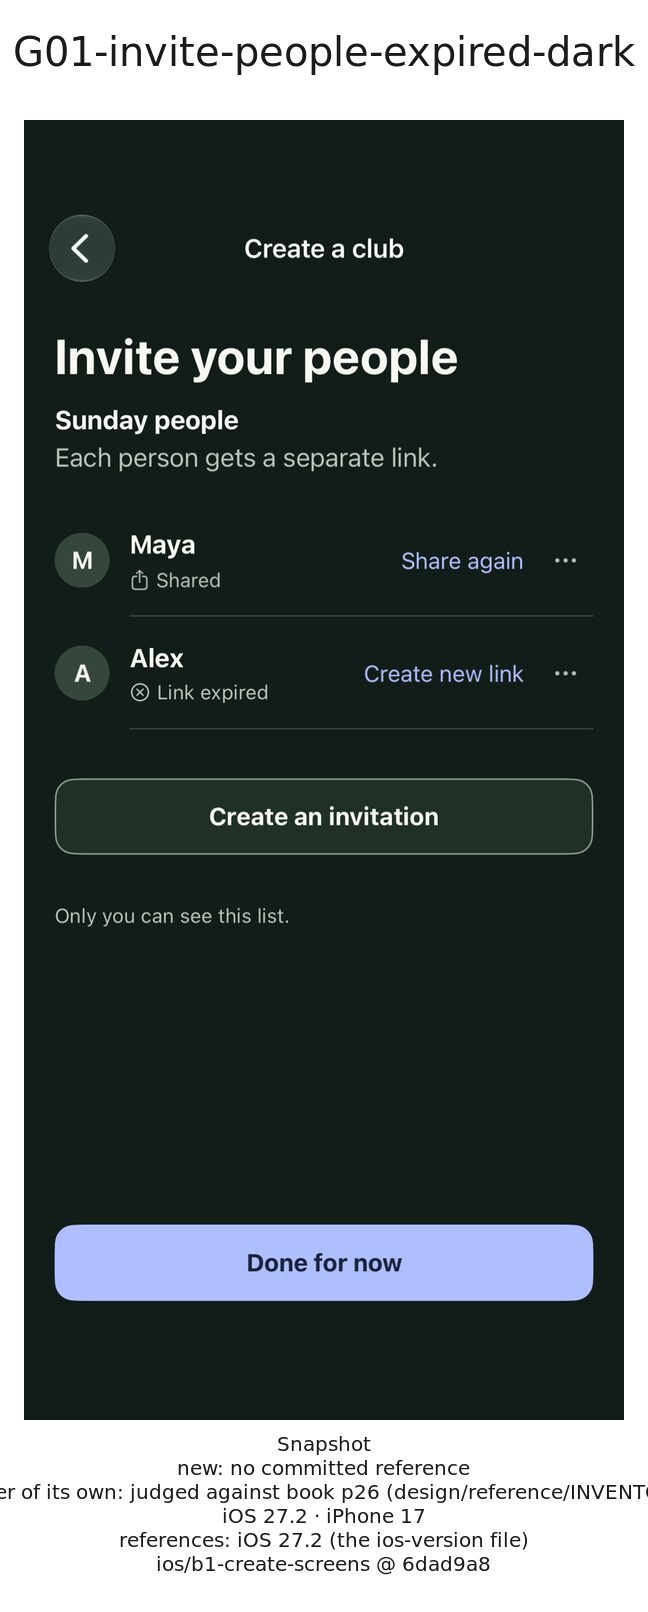 G01-invite-people-expired-dark
Create a club
Invite your people
Sunday people
Each person gets a separate link.
M
Maya
Shared
Share again
A
Alex
Link expired
Create new link
Create an invitation
Only you can see this list.
Done for now
Snapshot
new: no committed reference
of its own: judged against book p26 (design/reference/
iOS 27.2 · iPhone 17
references: iOS 27.2 (the ios-version file)
ios/b1-create-screens @ 6dad9a8